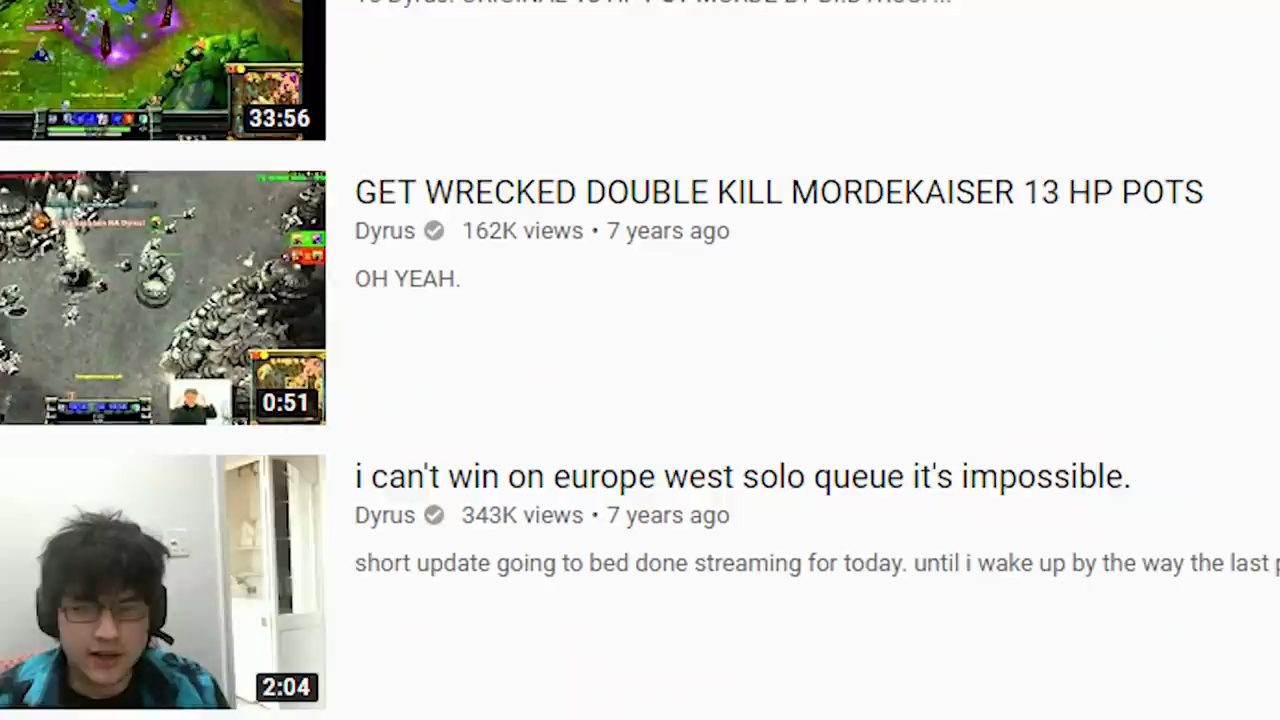 33:56
GET WRECKED DOUBLE KILL MORDEKAISER 13 HP POTS
Dyrus 162K views • 7 years ago
OH YEAH.
0:51
i can't win on europe west solo queue it's impossible.
Dyrus 343K views • 7 years ago
short update going to bed done streaming for today. until i wake up by the way the last
2:04